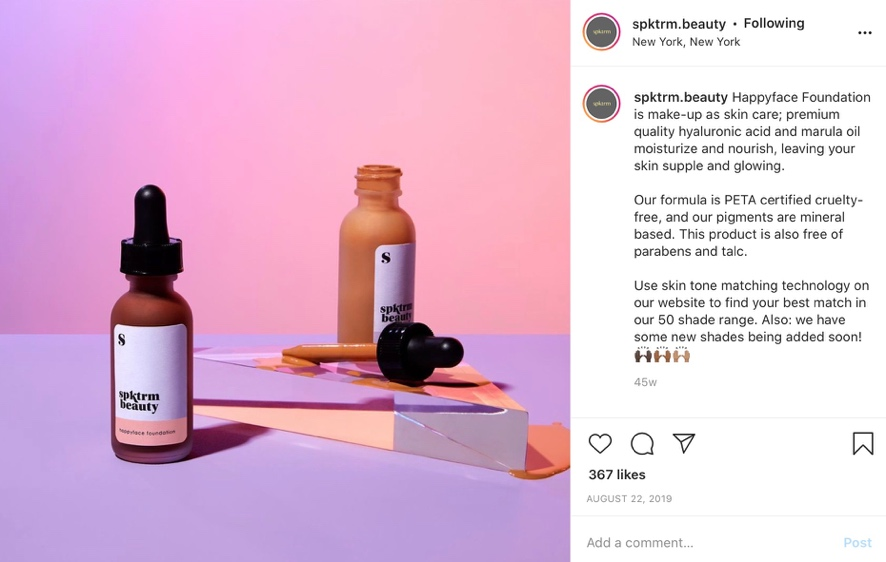 spktrm.beauty • Following
New York, New York
spktrm
spktrm
spktrm.beauty Happyface Foundation
is make-up as skin care; premium
quality hyaluronic acid and marula oil
moisturize and nourish, leaving your
skin supple and glowing.
Our formula is PETA certified cruelty-
free, and our pigments are mineral
based. This product is also free of
parabens and talc.
Use skin tone matching technology on
our website to find your best match in
our 50 shade range. Also: we have
some new shades being added soon!
🙌🏿🙌🏾🙌🏽
45w
367 likes
AUGUST 22, 2019
Add a comment...
Post
S
spktrm
beauty
S
spktrm
beauty
happyface foundation